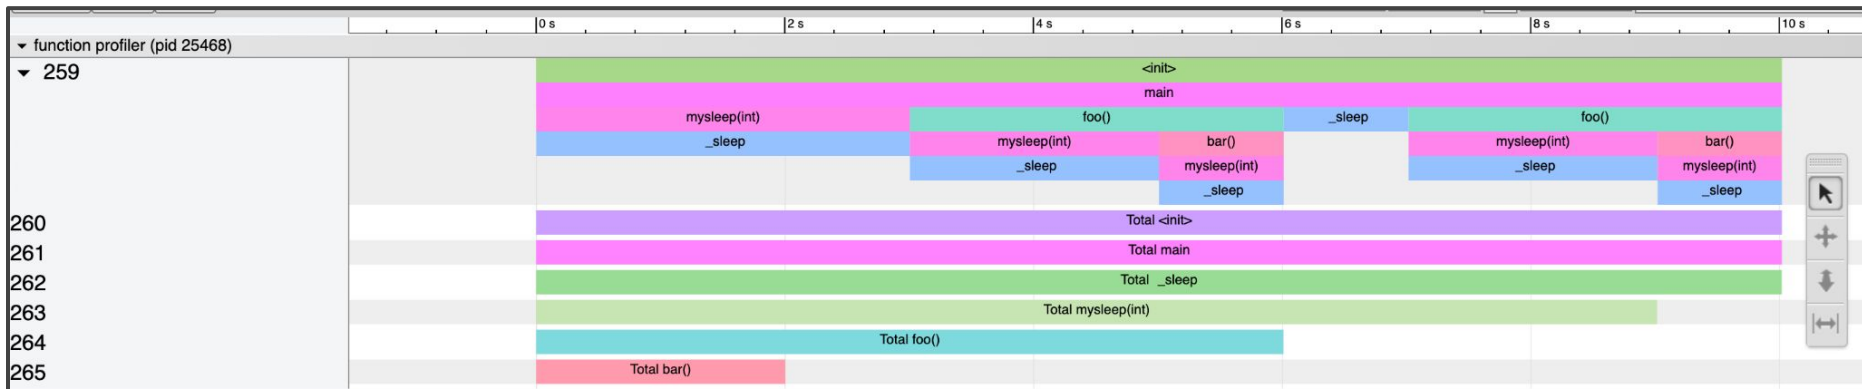 0 s 2 s 4 s 6 s 8 s 10 s
function profiler (pid 25468)
259
<init>
main
mysleep(int) foo() _sleep foo()
_sleep mysleep(int) bar() mysleep(int) bar()
_sleep mysleep(int) _sleep mysleep(int)
_sleep _sleep
260 Total <init>
261 Total main
262 Total _sleep
263 Total mysleep(int)
264 Total foo()
265 Total bar()